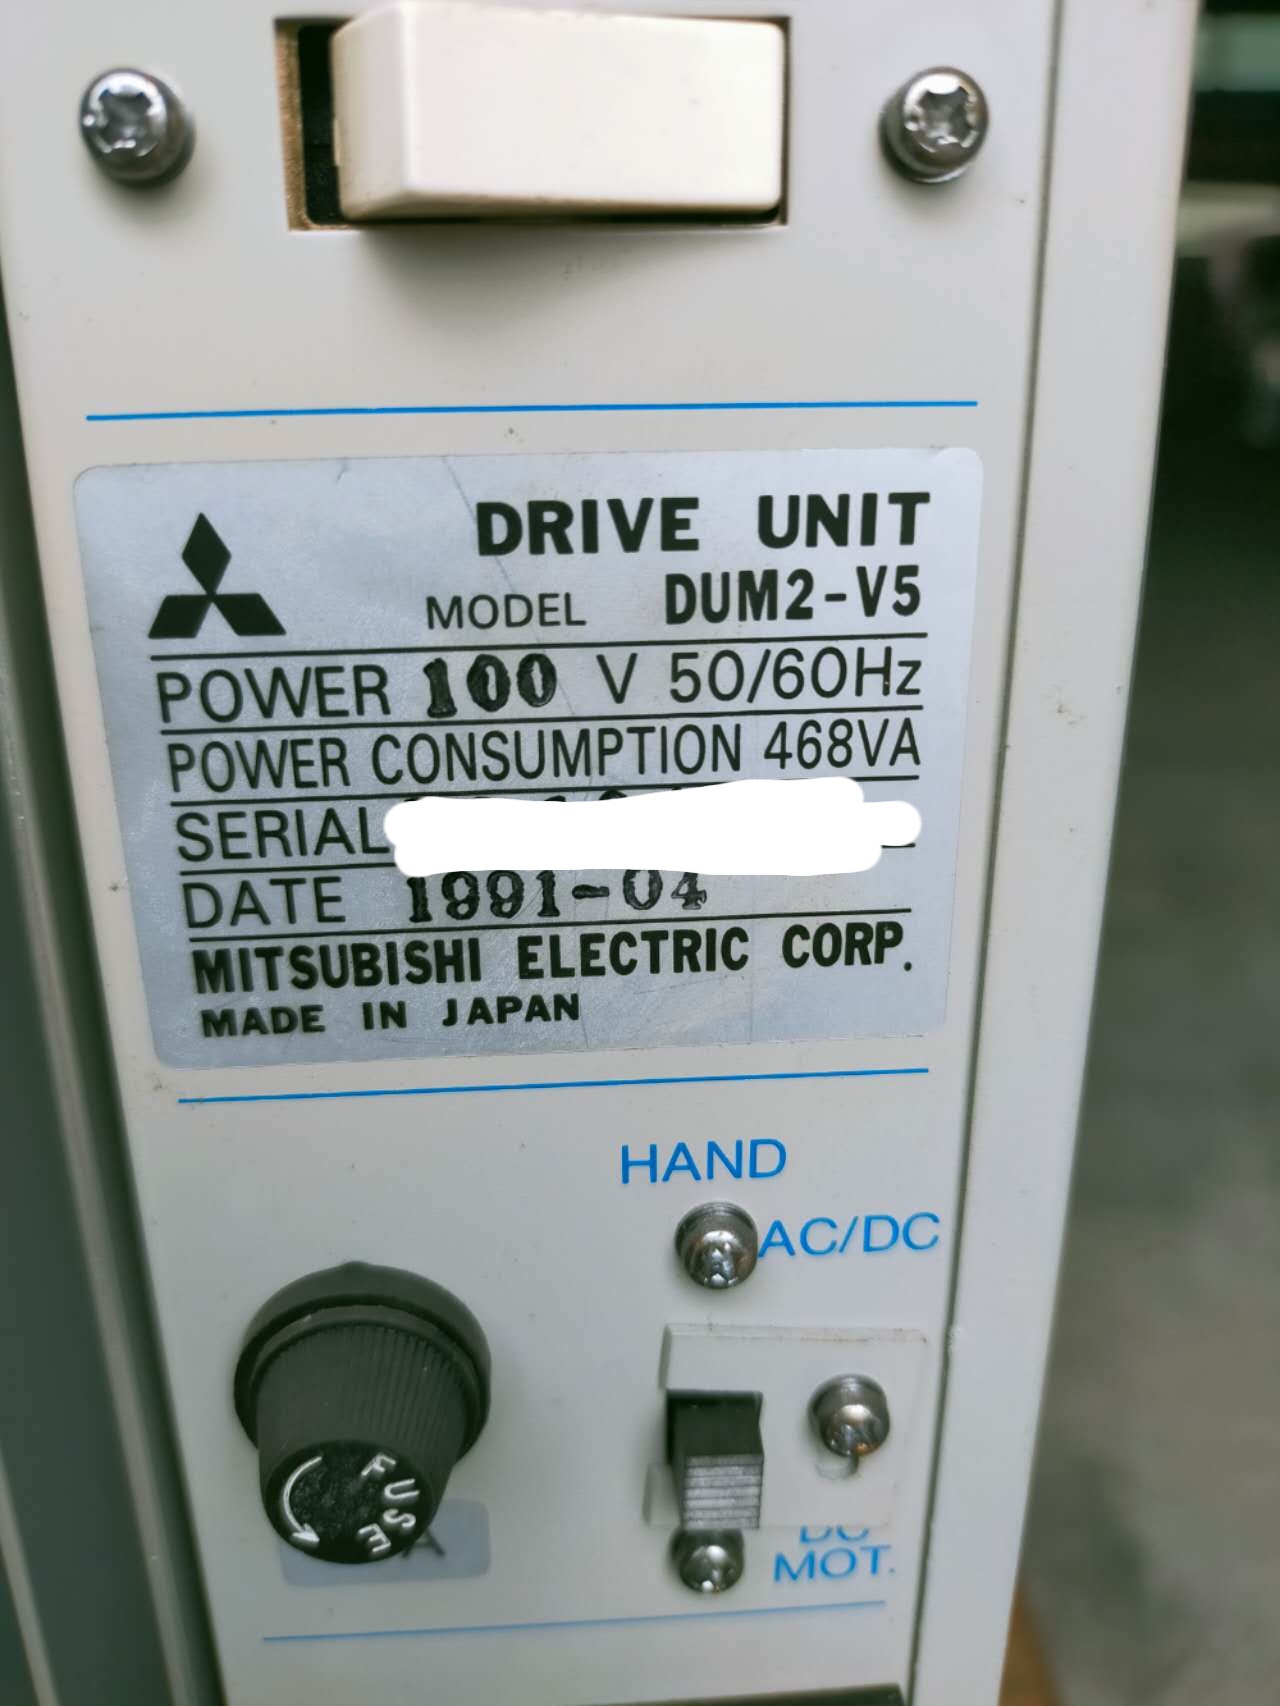 DRIVE UNIT
MODEL DUM2-V5
POWER 100 V 50/60Hz
POWER CONSUMPTION 468VA
SERIAL
DATE 1991-04
MITSUBISHI ELECTRIC CORP.
MADE IN JAPAN
HAND
AC/DC
FUSE
A
DC
MOT.